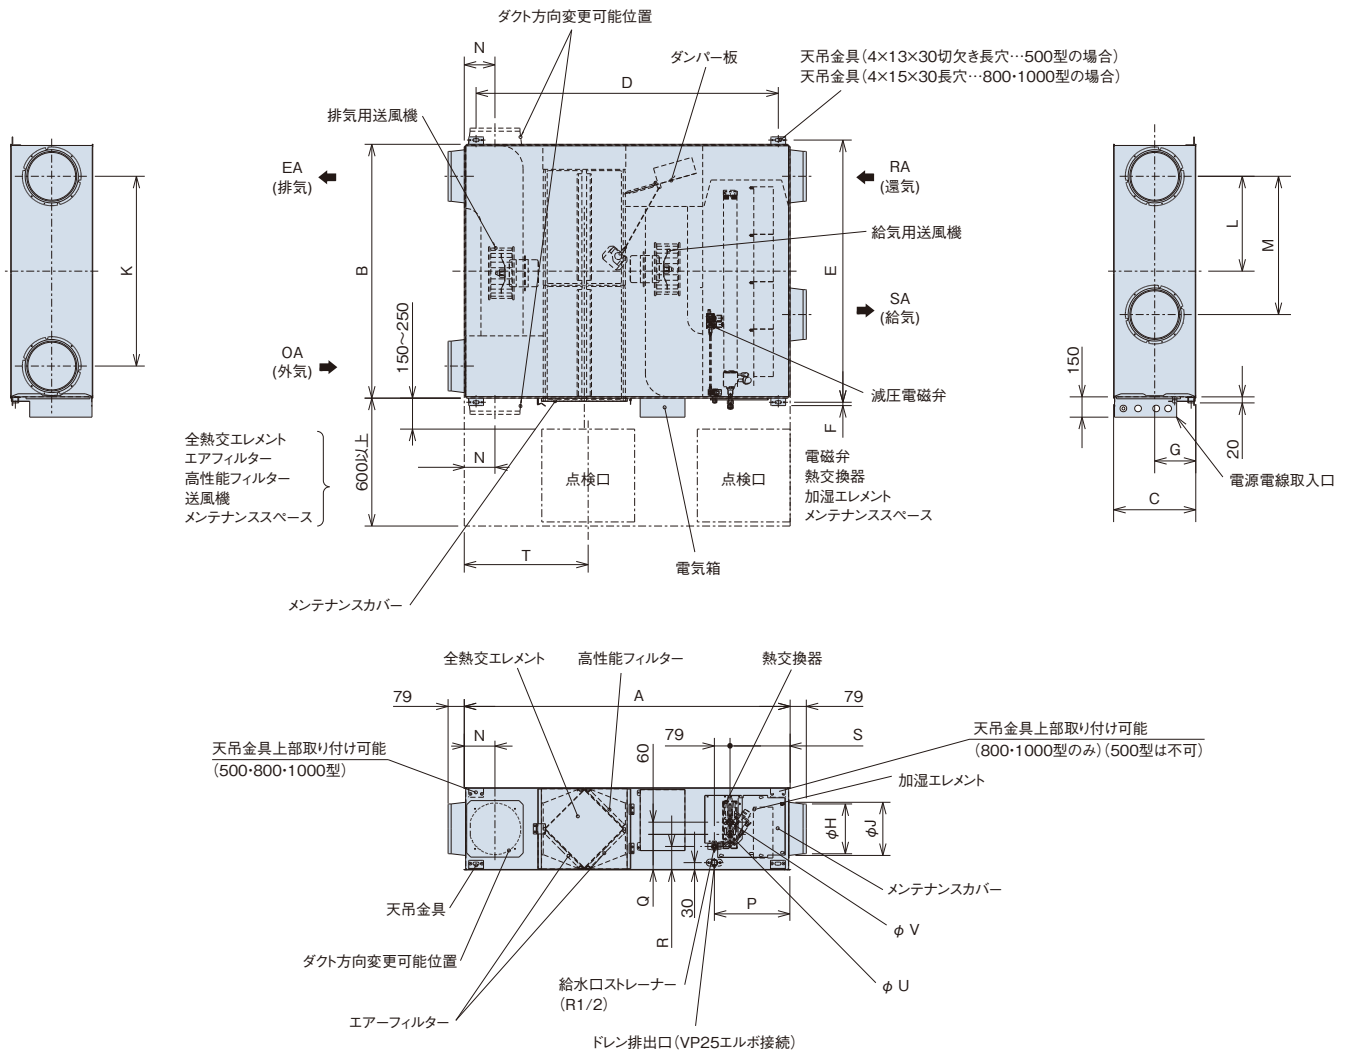 ダクト方向変更可能位置
N
ダンパー板
天吊金具(4×13×30切欠き長穴…500型の場合)
天吊金具(4×15×30長穴…800・1000型の場合)
D
排気用送風機
EA
(排気)
RA
(還気)
K
B
給気用送風機
E
L
M
SA
(給気)
OA
(外気)
150～250
減圧電磁弁
150
F
20
G
C
電源電線取入口
全熱交エレメント
エアフィルター
高性能フィルター
送風機
メンテナンススペース
600以上
N
点検口
点検口
電磁弁
熱交換器
加湿エレメント
メンテナンススペース
T
電気箱
メンテナンスカバー
全熱交エレメント
高性能フィルター
熱交換器
79
A
79
天吊金具上部取り付け可能
(500・800・1000型)
N
60
79
S
天吊金具上部取り付け可能
(800・1000型のみ)(500型は不可)
加湿エレメント
φH
φJ
天吊金具
Q
R
30
P
メンテナンスカバー
φ V
ダクト方向変更可能位置
給水口ストレーナー
(R1/2)
φ U
エアーフィルター
ドレン排出口(VP25エルボ接続)